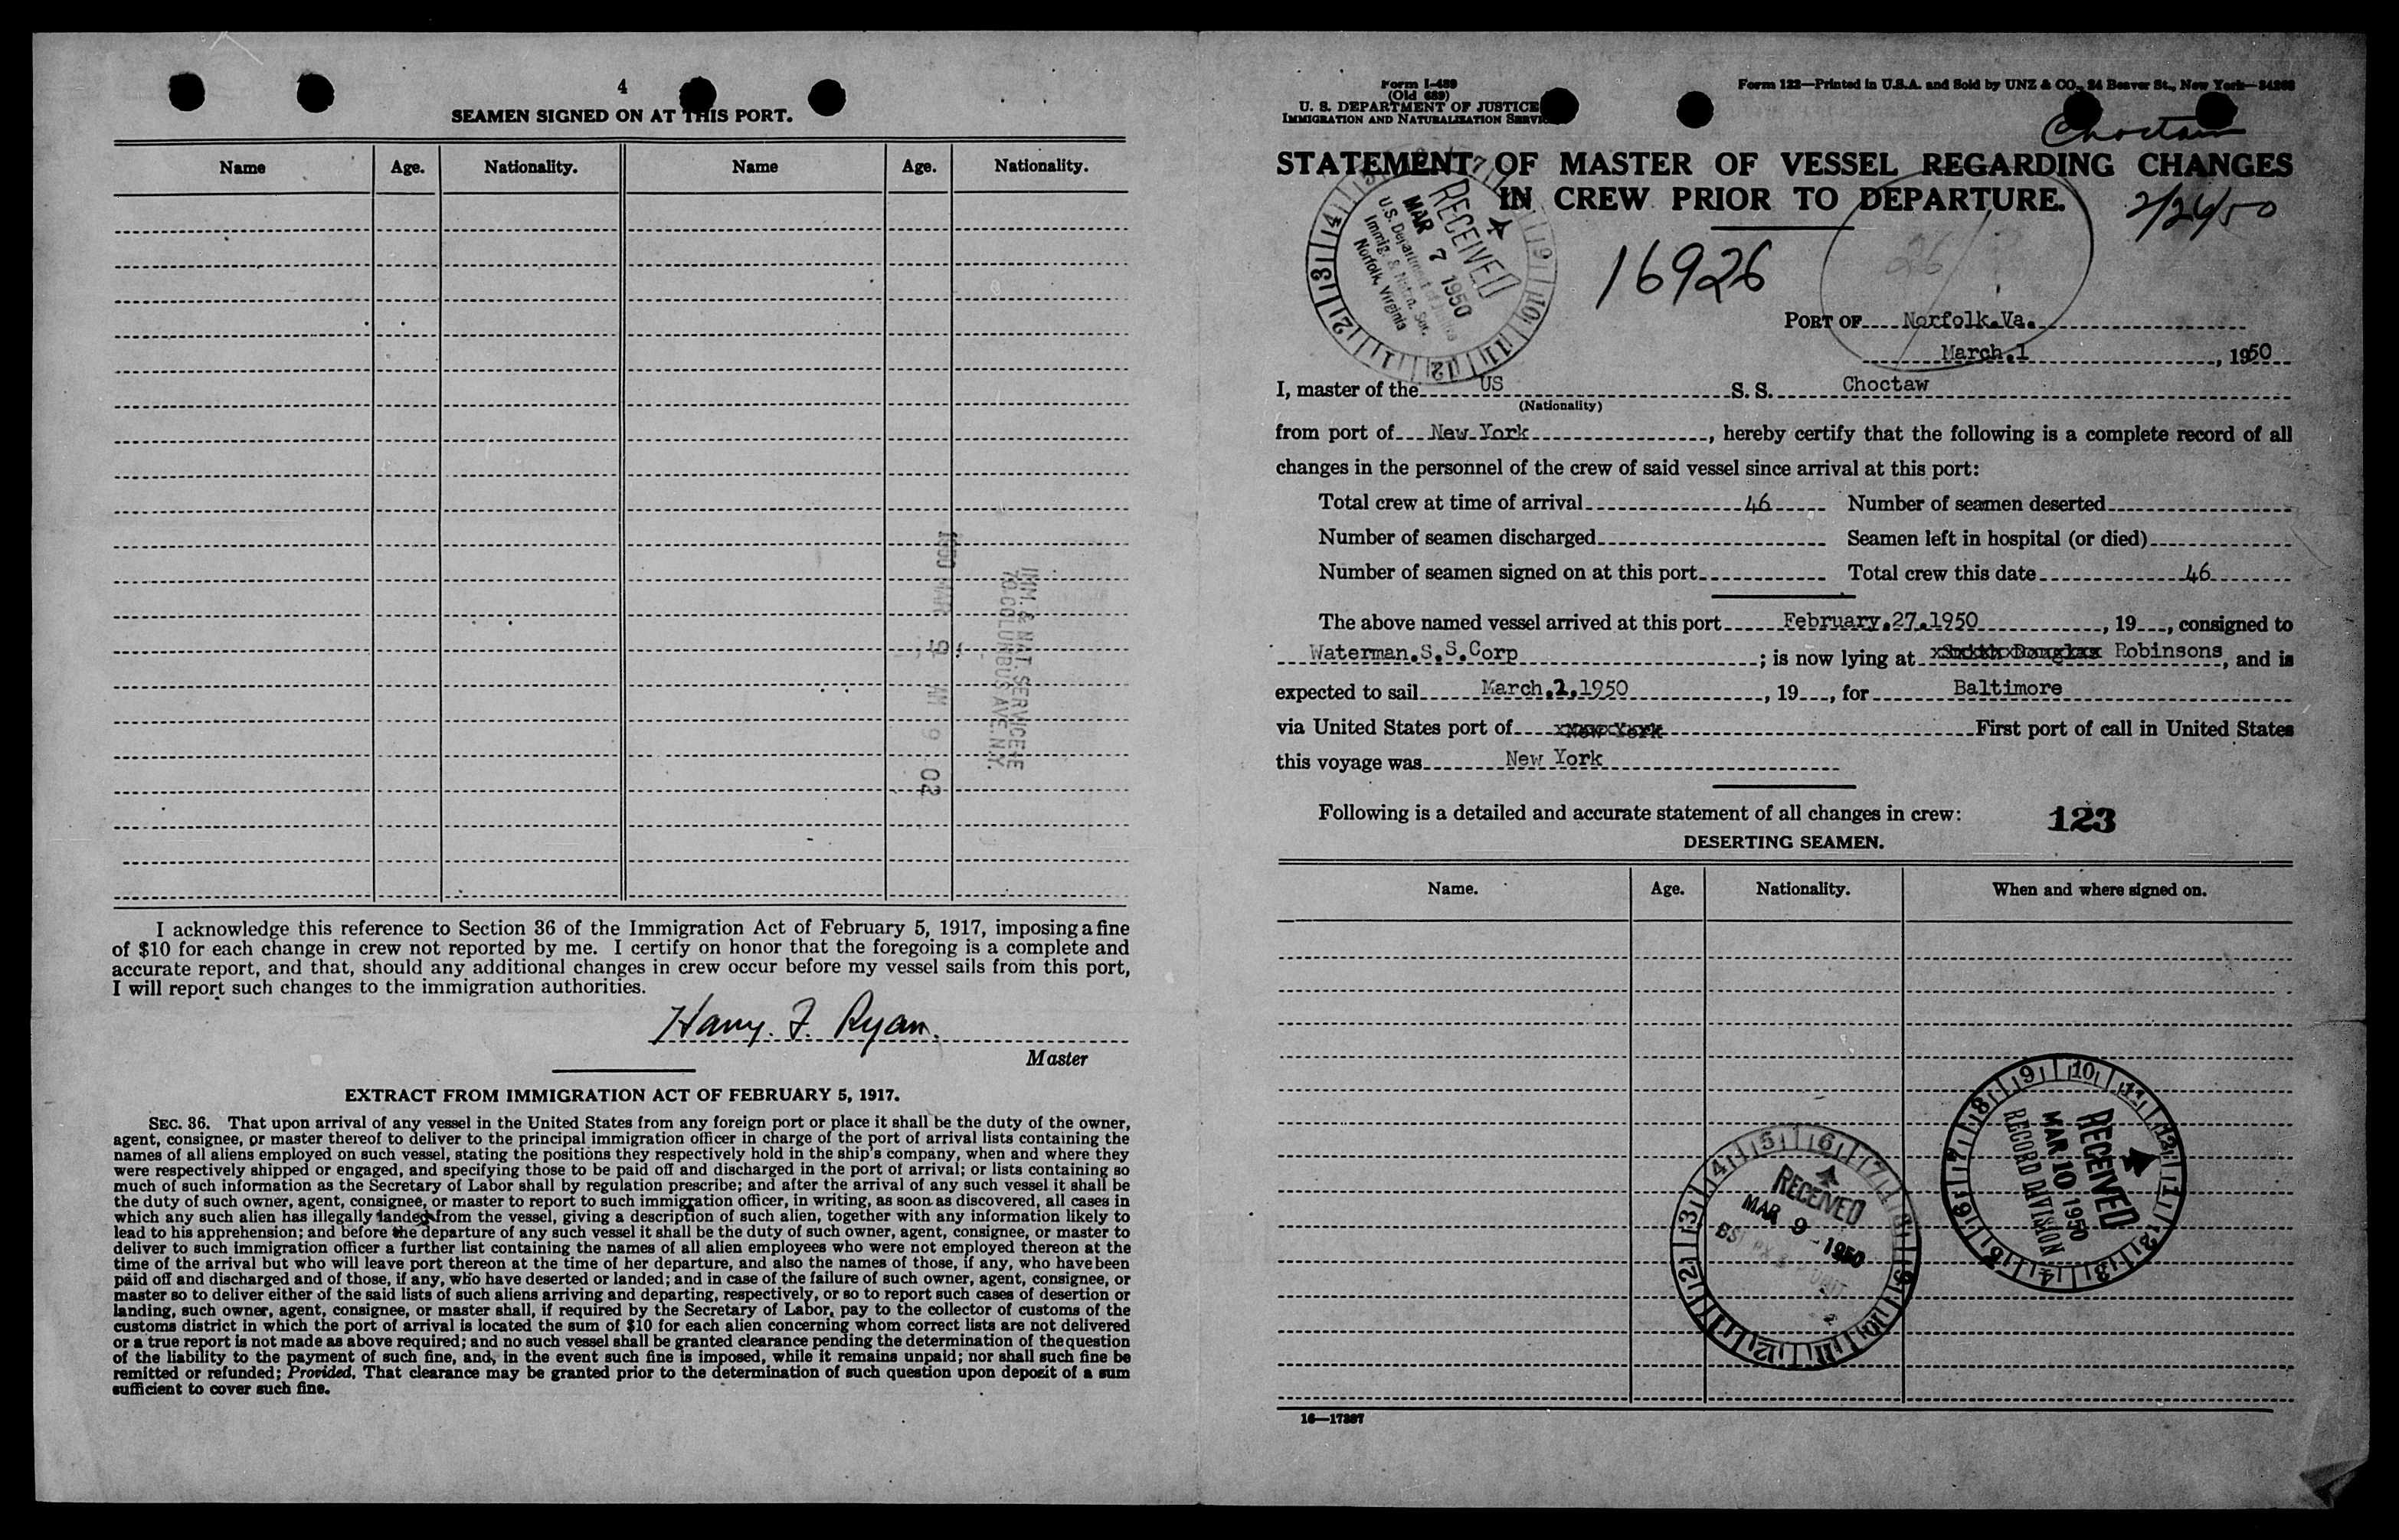 4
SEAMEN SIGNED ON AT THIS PORT.
Name Age. Nationality. Name Age. Nationality.
IMM. & NAT. SERVICE
70 COLUMBUS AVE. N.Y.
1950 MAR 9 AM 9 02
I acknowledge this reference to Section 36 of the Immigration Act of February 5, 1917, imposing a fine
of $10 for each change in crew not reported by me. I certify on honor that the foregoing is a complete and
accurate report, and that, should any additional changes in crew occur before my vessel sails from this port,
I will report such changes to the immigration authorities.
Harry. F. Ryan.
Master
EXTRACT FROM IMMIGRATION ACT OF FEBRUARY 5, 1917.
SEC. 36. That upon arrival of any vessel in the United States from any foreign port or place it shall be the duty of the owner,
agent, consignee, or master thereof to deliver to the principal immigration officer in charge of the port of arrival lists containing the
names of all aliens employed on such vessel, stating the positions they respectively hold in the ship's company, when and where they
were respectively shipped or engaged, and specifying those to be paid off and discharged in the port of arrival; or lists containing so
much of such information as the Secretary of Labor shall by regulation prescribe; and after the arrival of any such vessel it shall be
the duty of such owner, agent, consignee, or master to report to such immigration officer, in writing, as soon as discovered, all cases in
which any such alien has illegally landed from the vessel, giving a description of such alien, together with any information likely to
lead to his apprehension; and before the departure of any such vessel it shall be the duty of such owner, agent, consignee, or master to
deliver to such immigration officer a further list containing the names of all alien employees who were not employed thereon at the
time of the arrival but who will leave port thereon at the time of her departure, and also the names of those, if any, who have been
paid off and discharged and of those, if any, who have deserted or landed; and in case of the failure of such owner, agent, consignee, or
master so to deliver either of the said lists of such aliens arriving and departing, respectively, or so to report such cases of desertion or
landing, such owner, agent, consignee, or master shall, if required by the Secretary of Labor, pay to the collector of customs of the
customs district in which the port of arrival is located the sum of $10 for each alien concerning whom correct lists are not delivered
or a true report is not made as above required; and no such vessel shall be granted clearance pending the determination of the question
of the liability to the payment of such fine, and, in the event such fine is imposed, while it remains unpaid; nor shall such fine be
remitted or refunded; Provided, That clearance may be granted prior to the determination of such question upon deposit of a sum
sufficient to cover such fine.
Form I-489
(Old 689)
U. S. DEPARTMENT OF JUSTICE
IMMIGRATION AND NATURALIZATION SERVICE
Form 122—Printed in U.S.A. and Sold by UNZ & CO., 24 Beaver St., New York—
Choctaw
STATEMENT OF MASTER OF VESSEL REGARDING CHANGES
IN CREW PRIOR TO DEPARTURE.
2/24/50
RECEIVED
MAR 7 1950
U.S. Department of Justice
Immig. & Natn. Ser.
Norfolk, Virginia
16926
PORT OF Norfolk.Va.
March.1, 1950
I, master of the US S. S. Choctaw
(Nationality)
from port of New York, hereby certify that the following is a complete record of all
changes in the personnel of the crew of said vessel since arrival at this port:
Total crew at time of arrival 46 Number of seamen deserted
Number of seamen discharged Seamen left in hospital (or died)
Number of seamen signed on at this port Total crew this date 46
The above named vessel arrived at this port February.27.1950, 19, consigned to
Waterman.S.S.Corp; is now lying at Smith Douglas Robinsons, and is
expected to sail March.1.1950, 19, for Baltimore
via United States port of New York First port of call in United States
this voyage was New York
Following is a detailed and accurate statement of all changes in crew: 123
DESERTING SEAMEN.
Name. Age. Nationality. When and where signed on.
RECEIVED
MAR 10 1950
RECORD DIVISION
RECEIVED
MAR 9 - 1950
16—17397